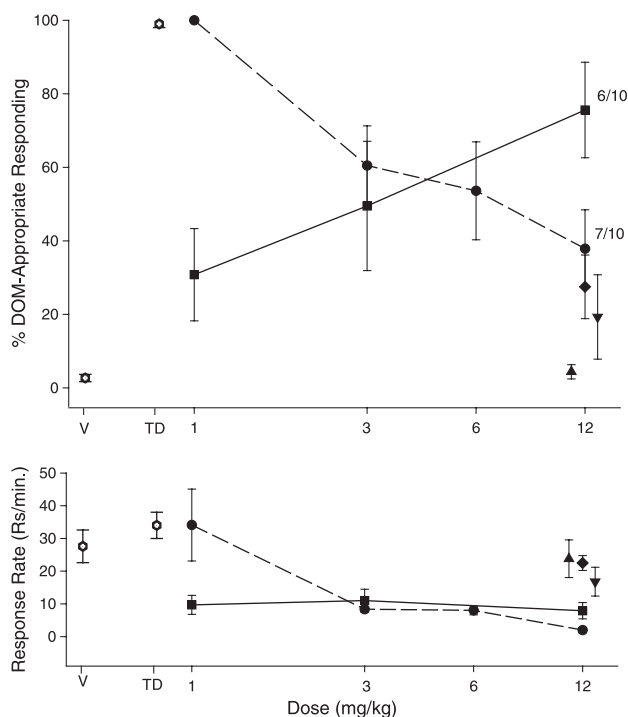 % DOM-Appropriate Responding
100
80
60
40
20
0
6/10
7/10
V TD 1 3 6 12
Response Rate (Rs/min.)
50
40
30
20
10
0
V TD 1 3 6 12
Dose (mg/kg)